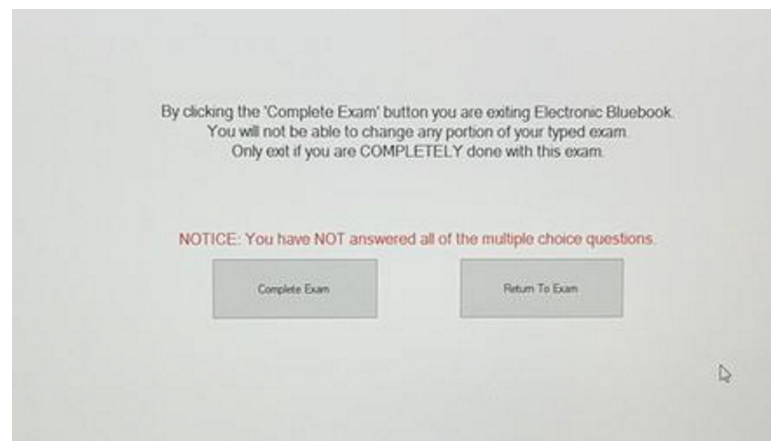 By clicking the 'Complete Exam' button you are exiting Electronic Bluebook.
You will not be able to change any portion of your typed exam.
Only exit if you are COMPLETELY done with this exam.
NOTICE: You have NOT answered all of the multiple choice questions.
Complete Exam
Return To Exam